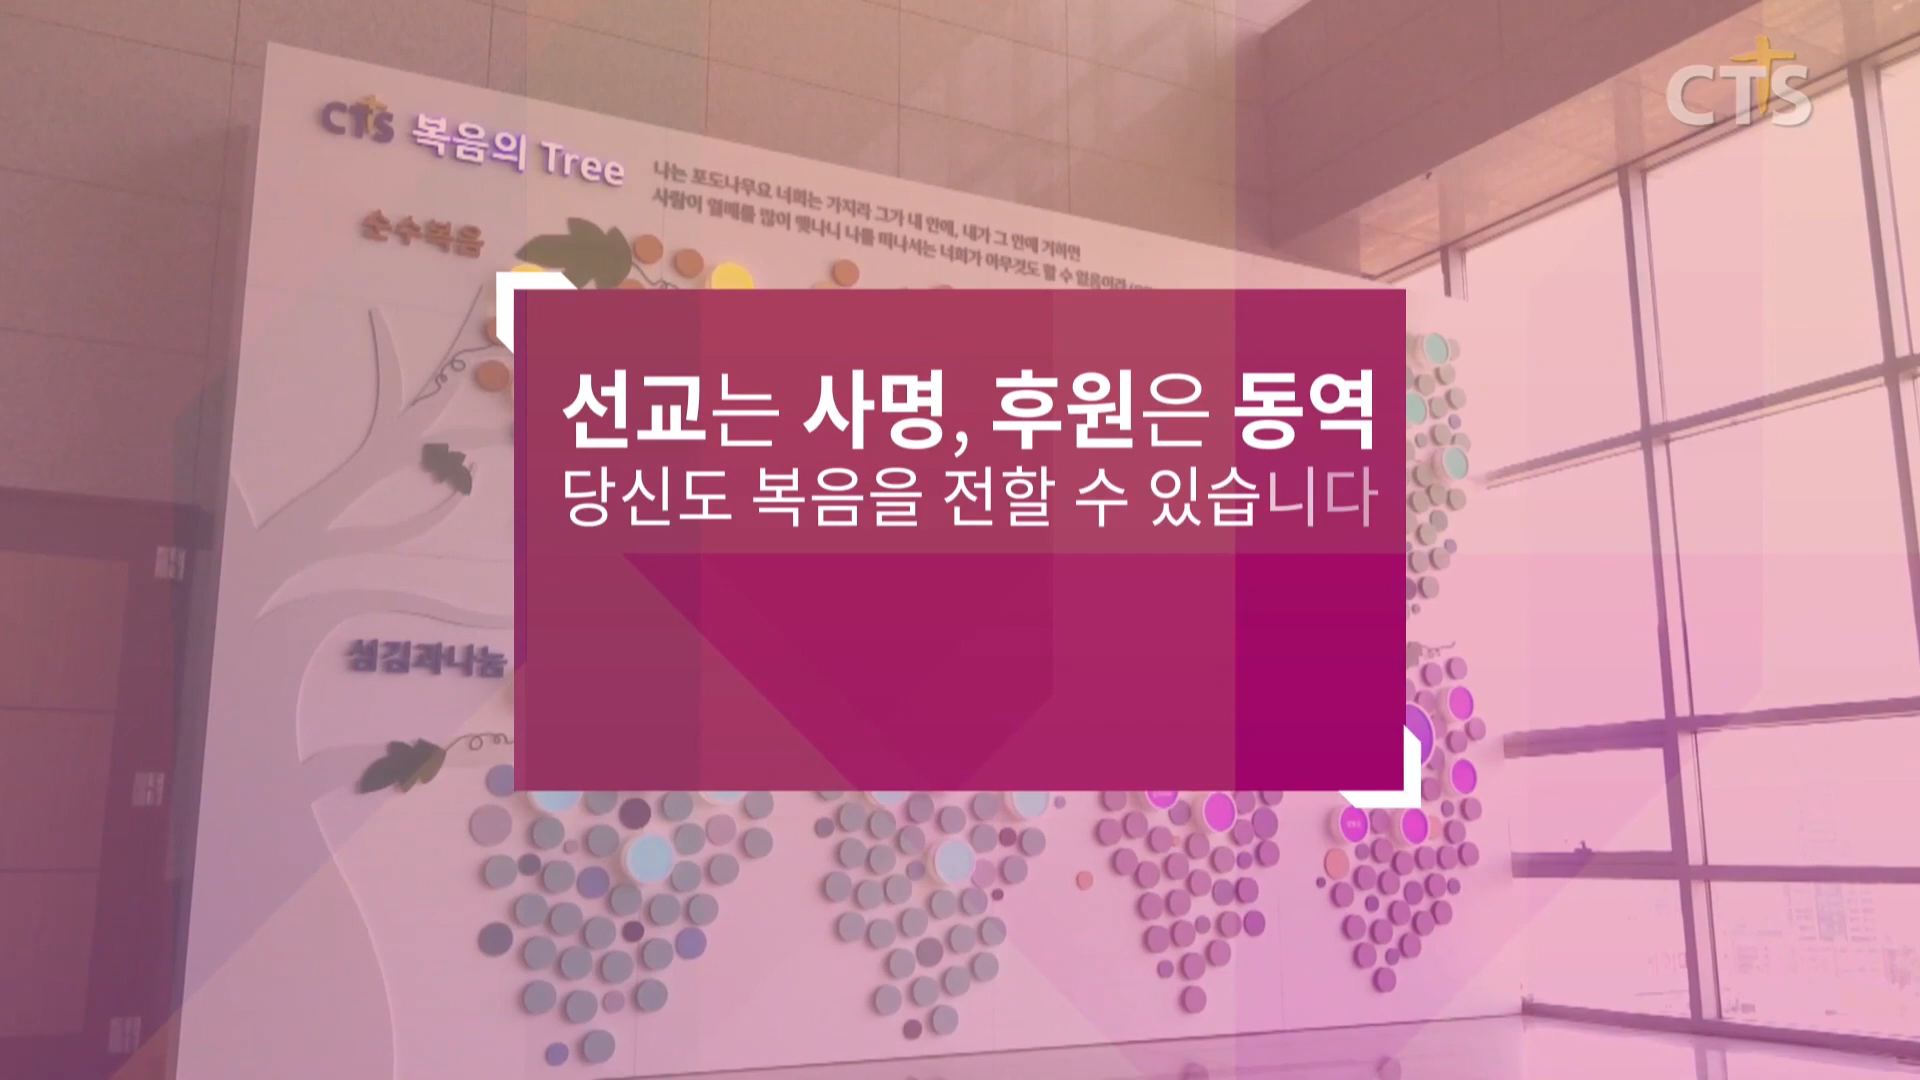 CTS
CTS 복음의 Tree
나는 포도나무요 너희는 가지라 그가 내 안에, 내가 그 안에 거하면
사람이 열매를 많이 맺나니 나를 떠나서는 너희가 아무것도 할 수 없음이라
순수복음
선교는 사명, 후원은 동역
당신도 복음을 전할 수 있습니다
섬김과나눔